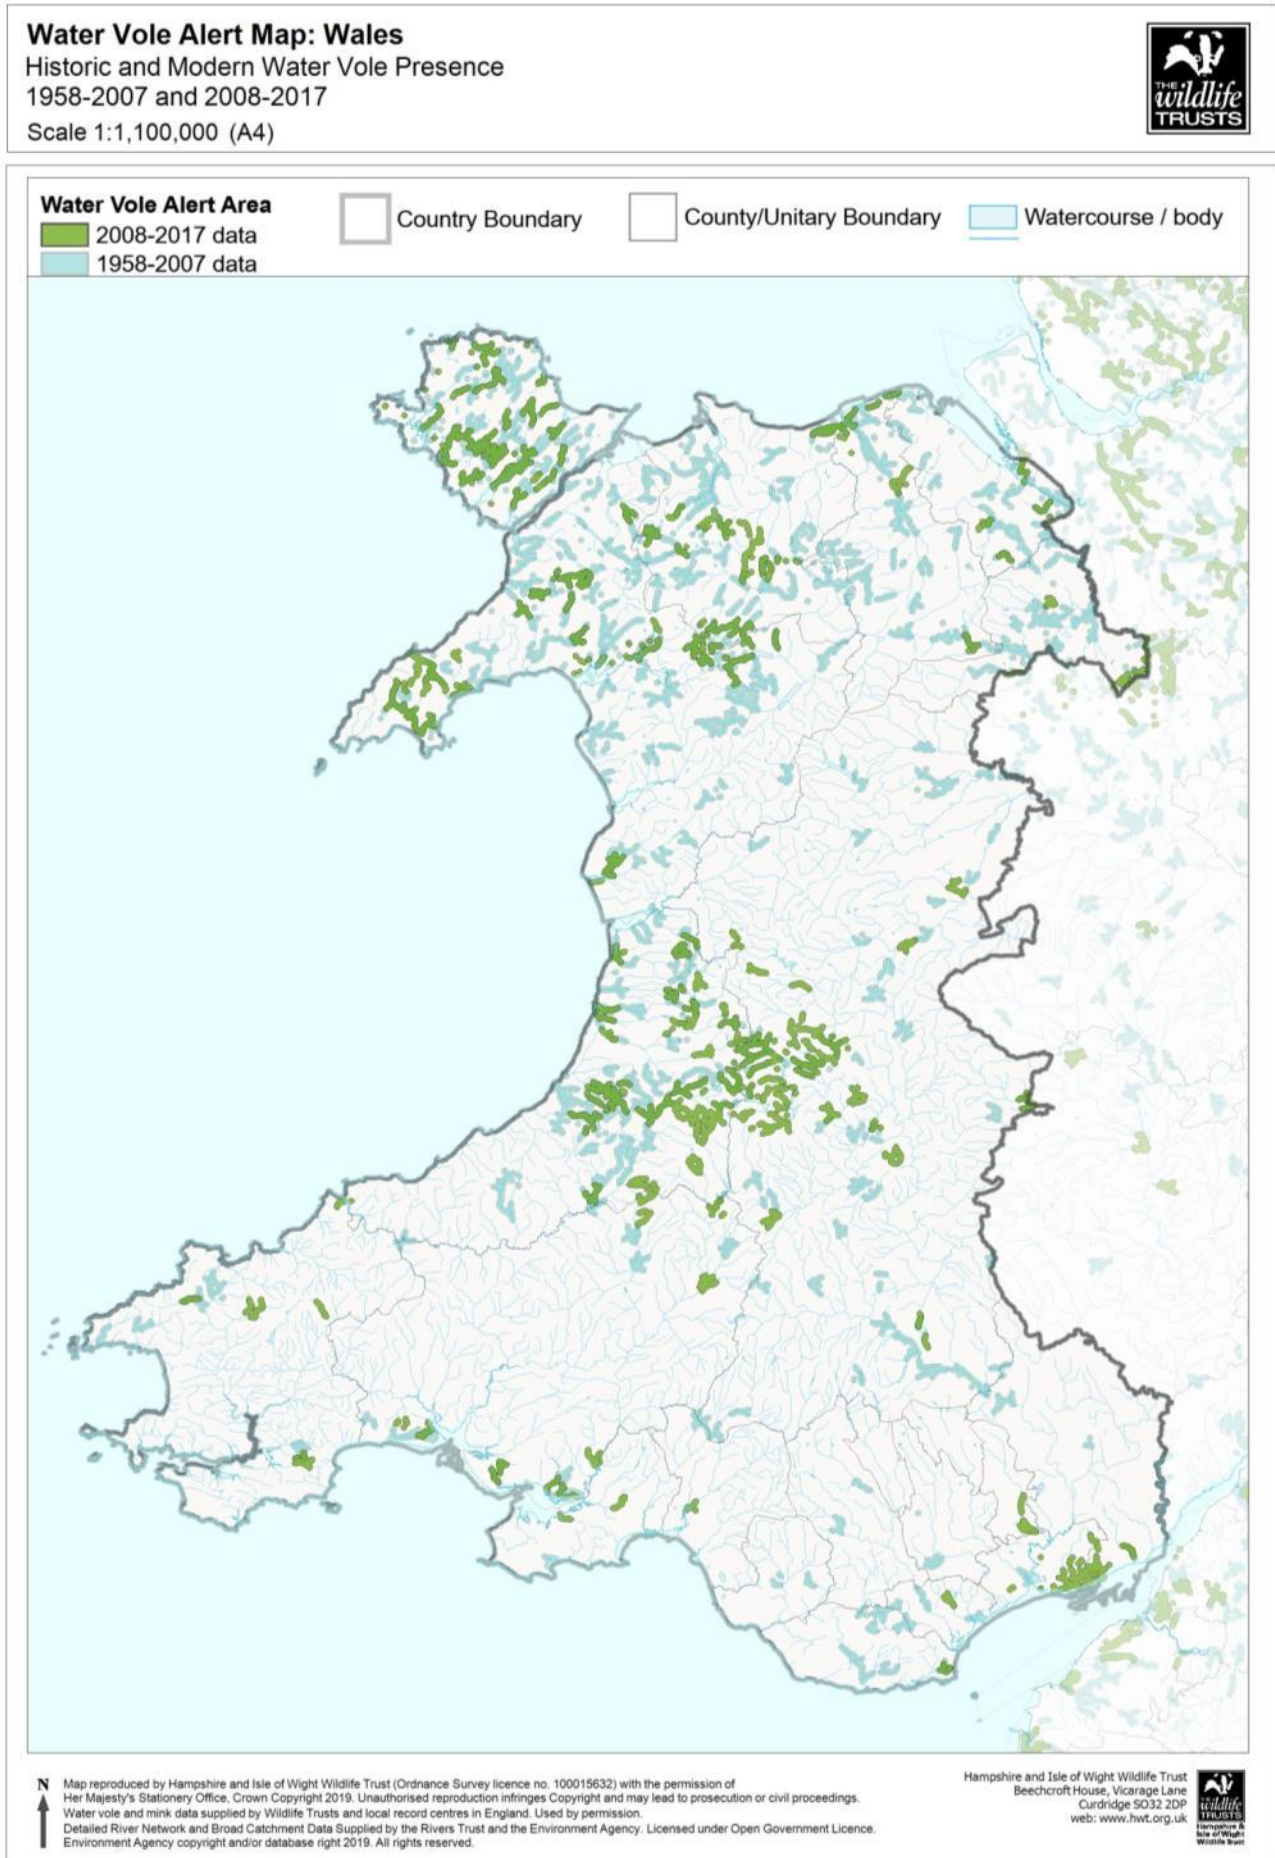 Water Vole Alert Map: Wales
Historic and Modern Water Vole Presence
1958-2007 and 2008-2017
Scale 1:1,100,000 (A4)
THE
wildlife
TRUSTS
Water Vole Alert Area
2008-2017 data
1958-2007 data
Country Boundary
County/Unitary Boundary
Watercourse / body
N
Map reproduced by Hampshire and Isle of Wight Wildlife Trust (Ordnance Survey licence no. 100015632) with the permission of
Her Majesty's Stationery Office, Crown Copyright 2019. Unauthorised reproduction infringes Copyright and may lead to prosecution or civil proceedings.
Water vole and mink data supplied by Wildlife Trusts and local record centres in England. Used by permission.
Detailed River Network and Broad Catchment Data Supplied by the Rivers Trust and the Environment Agency. Licensed under Open Government Licence.
Environment Agency copyright and/or database right 2019. All rights reserved.
Hampshire and Isle of Wight Wildlife Trust
Beechcroft House, Vicarage Lane
Curdridge SO32 2DP
web: www.hwt.org.uk
THE
wildlife
TRUSTS
Hampshire &
Isle of Wight
Wildlife Trust